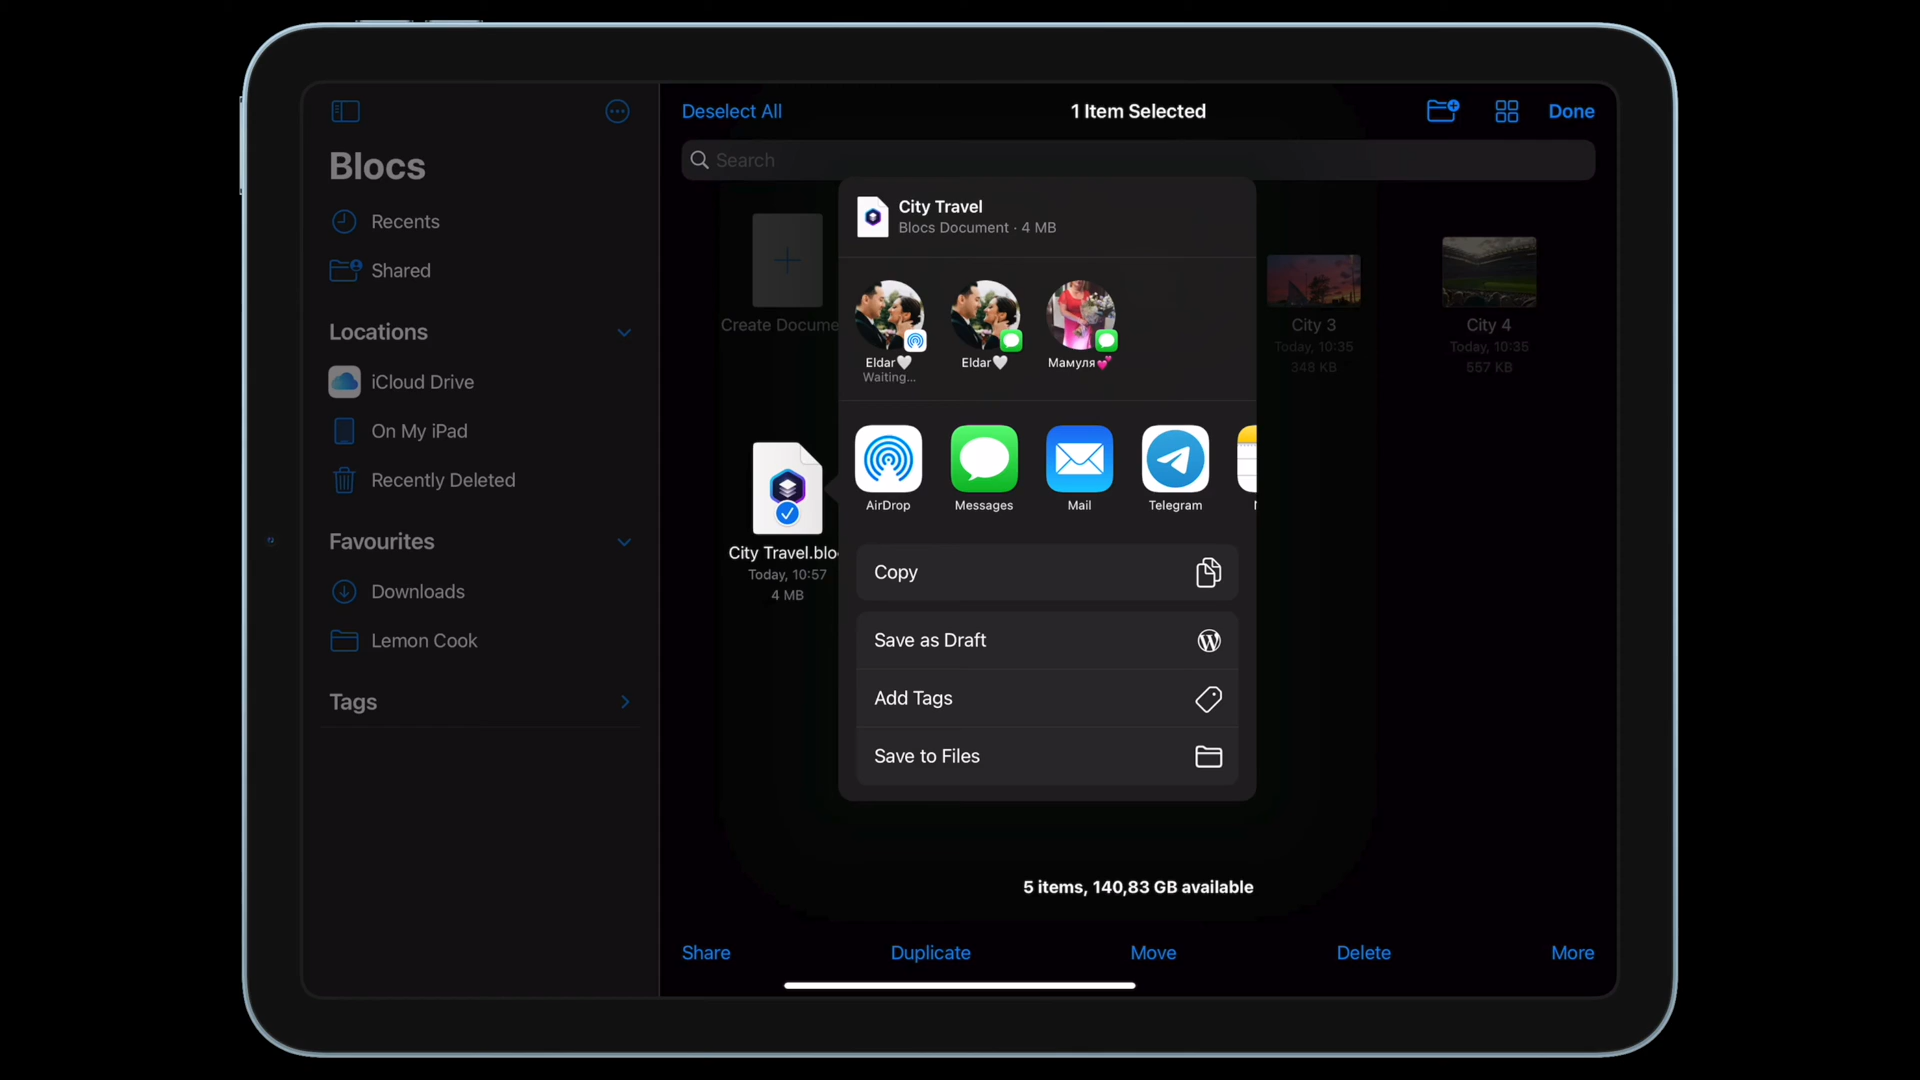 Deselect All
1 Item Selected
Done
Blocs
Search
Recents
Shared
Locations
iCloud Drive
On My iPad
Recently Deleted
Favourites
Downloads
Lemon Cook
Tags
Create Docume
City 3
Today, 10:35
348 KB
City 4
Today, 10:35
557 KB
City Travel.blo
Today, 10:57
4 MB
City Travel
Blocs Document · 4 MB
Eldar🤍
Waiting...
Eldar🤍
Мамуля💕
AirDrop
Messages
Mail
Telegram
Copy
Save as Draft
Add Tags
Save to Files
5 items, 140,83 GB available
Share
Duplicate
Move
Delete
More